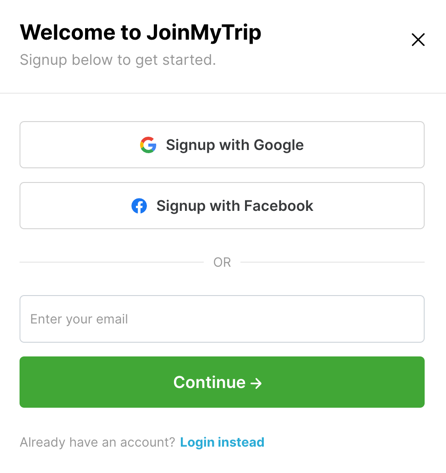 Welcome to JoinMyTrip
Signup below to get started.
Signup with Google
Signup with Facebook
OR
Enter your email
Continue →
Already have an account? Login instead